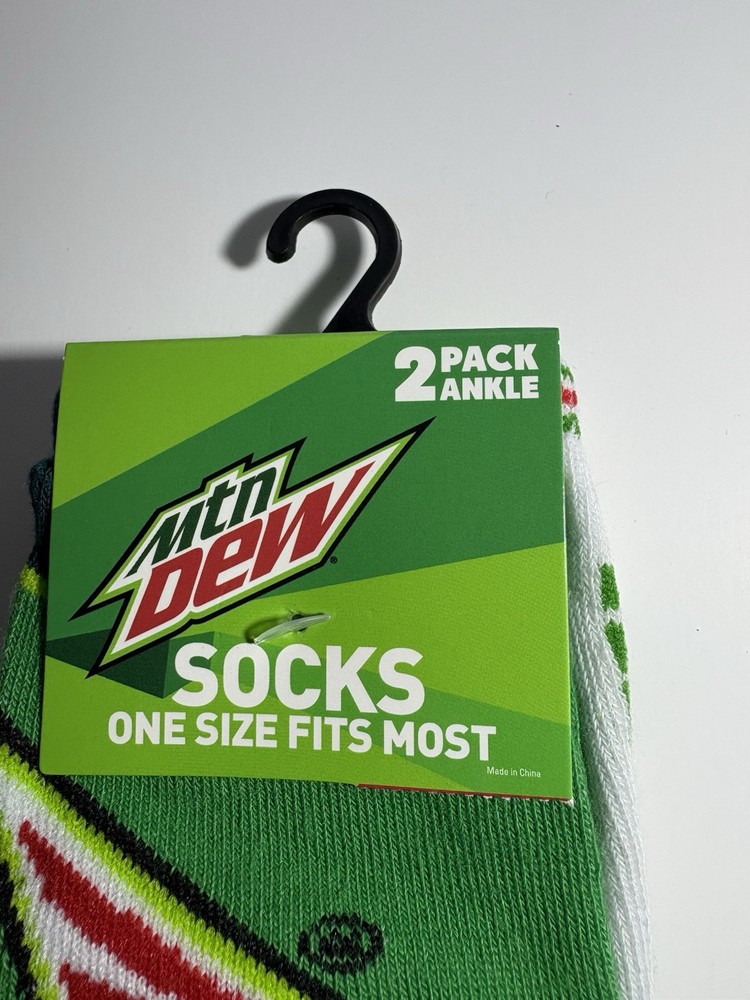 2 PACK
ANKLE
mtn
DEW®
SOCKS
ONE SIZE FITS MOST
Made in China